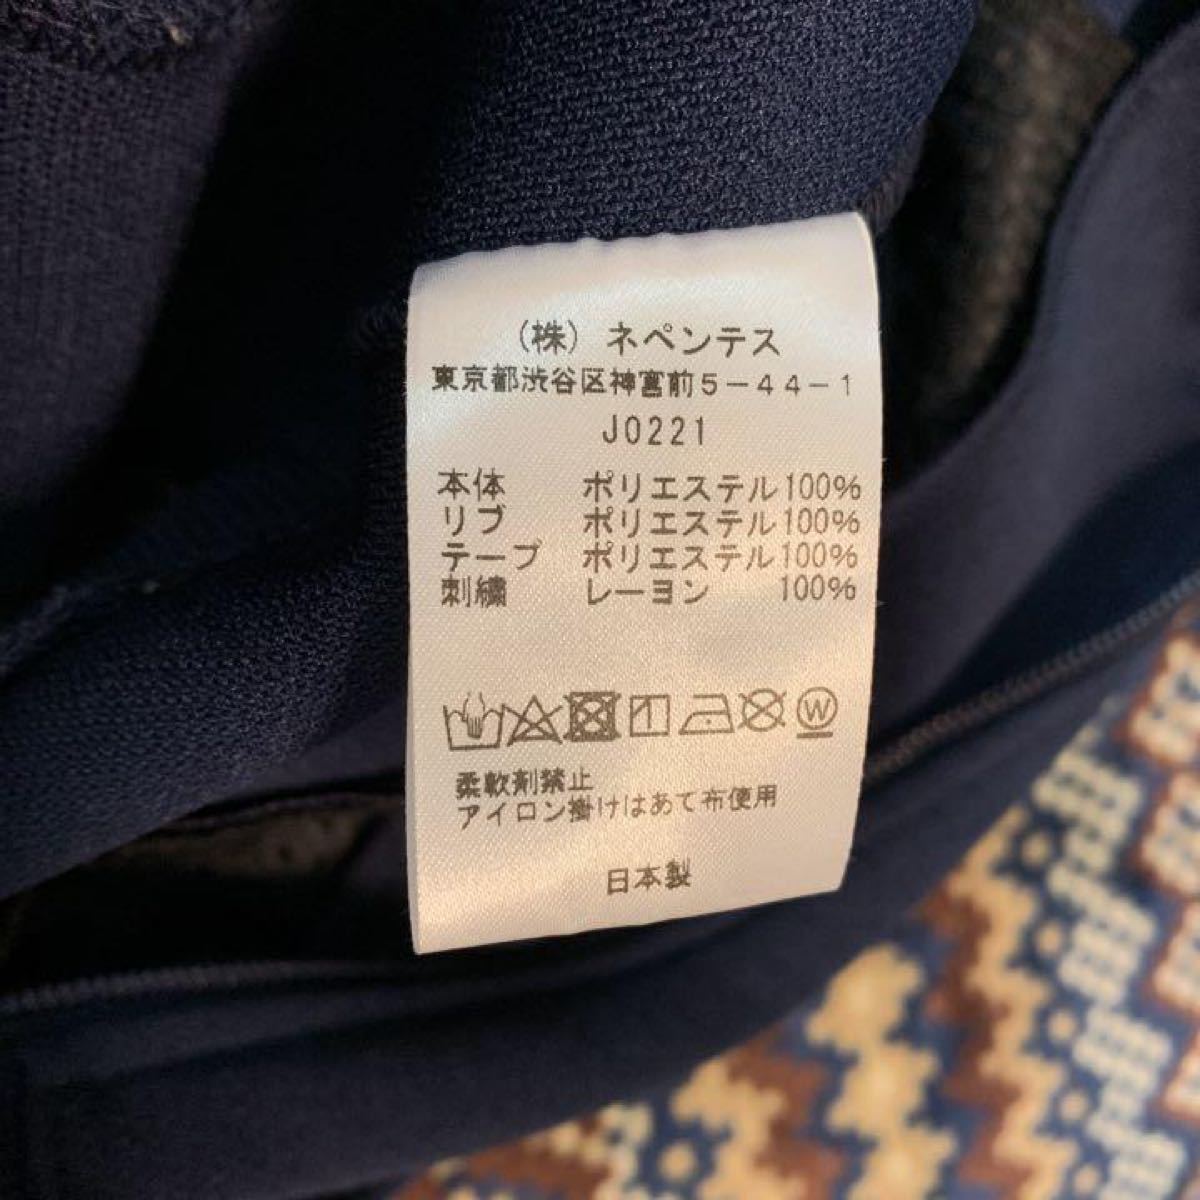 (株) ネペンテス
東京都渋谷区神宮前5-44-1
J0221
本体 ポリエステル100%
リブ ポリエステル100%
テープ ポリエステル100%
刺繍 レーヨン 100%
W
柔軟剤禁止
アイロン掛けはあて布使用
日本製